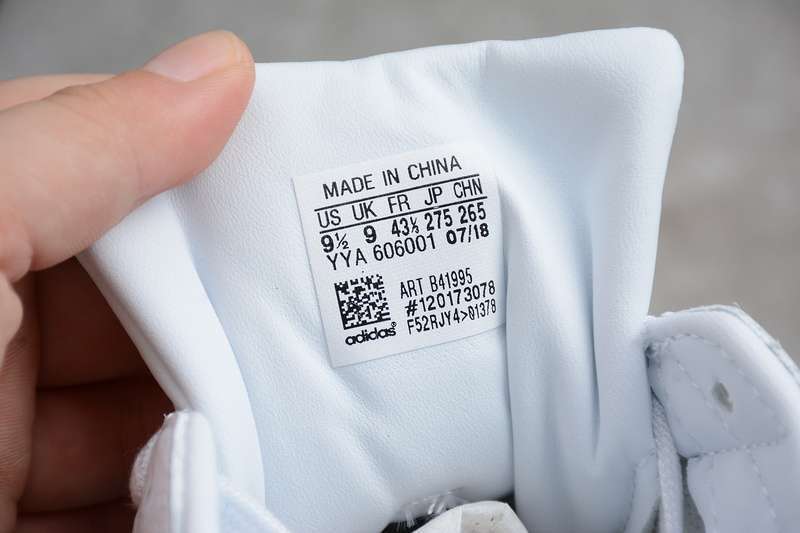 MADE IN CHINA
US UK FR JP CHN
9½ 9 43⅓ 275 265
YYA 606001 07/18
ART B41995
#120173078
F52RJY4>01378
adidas®